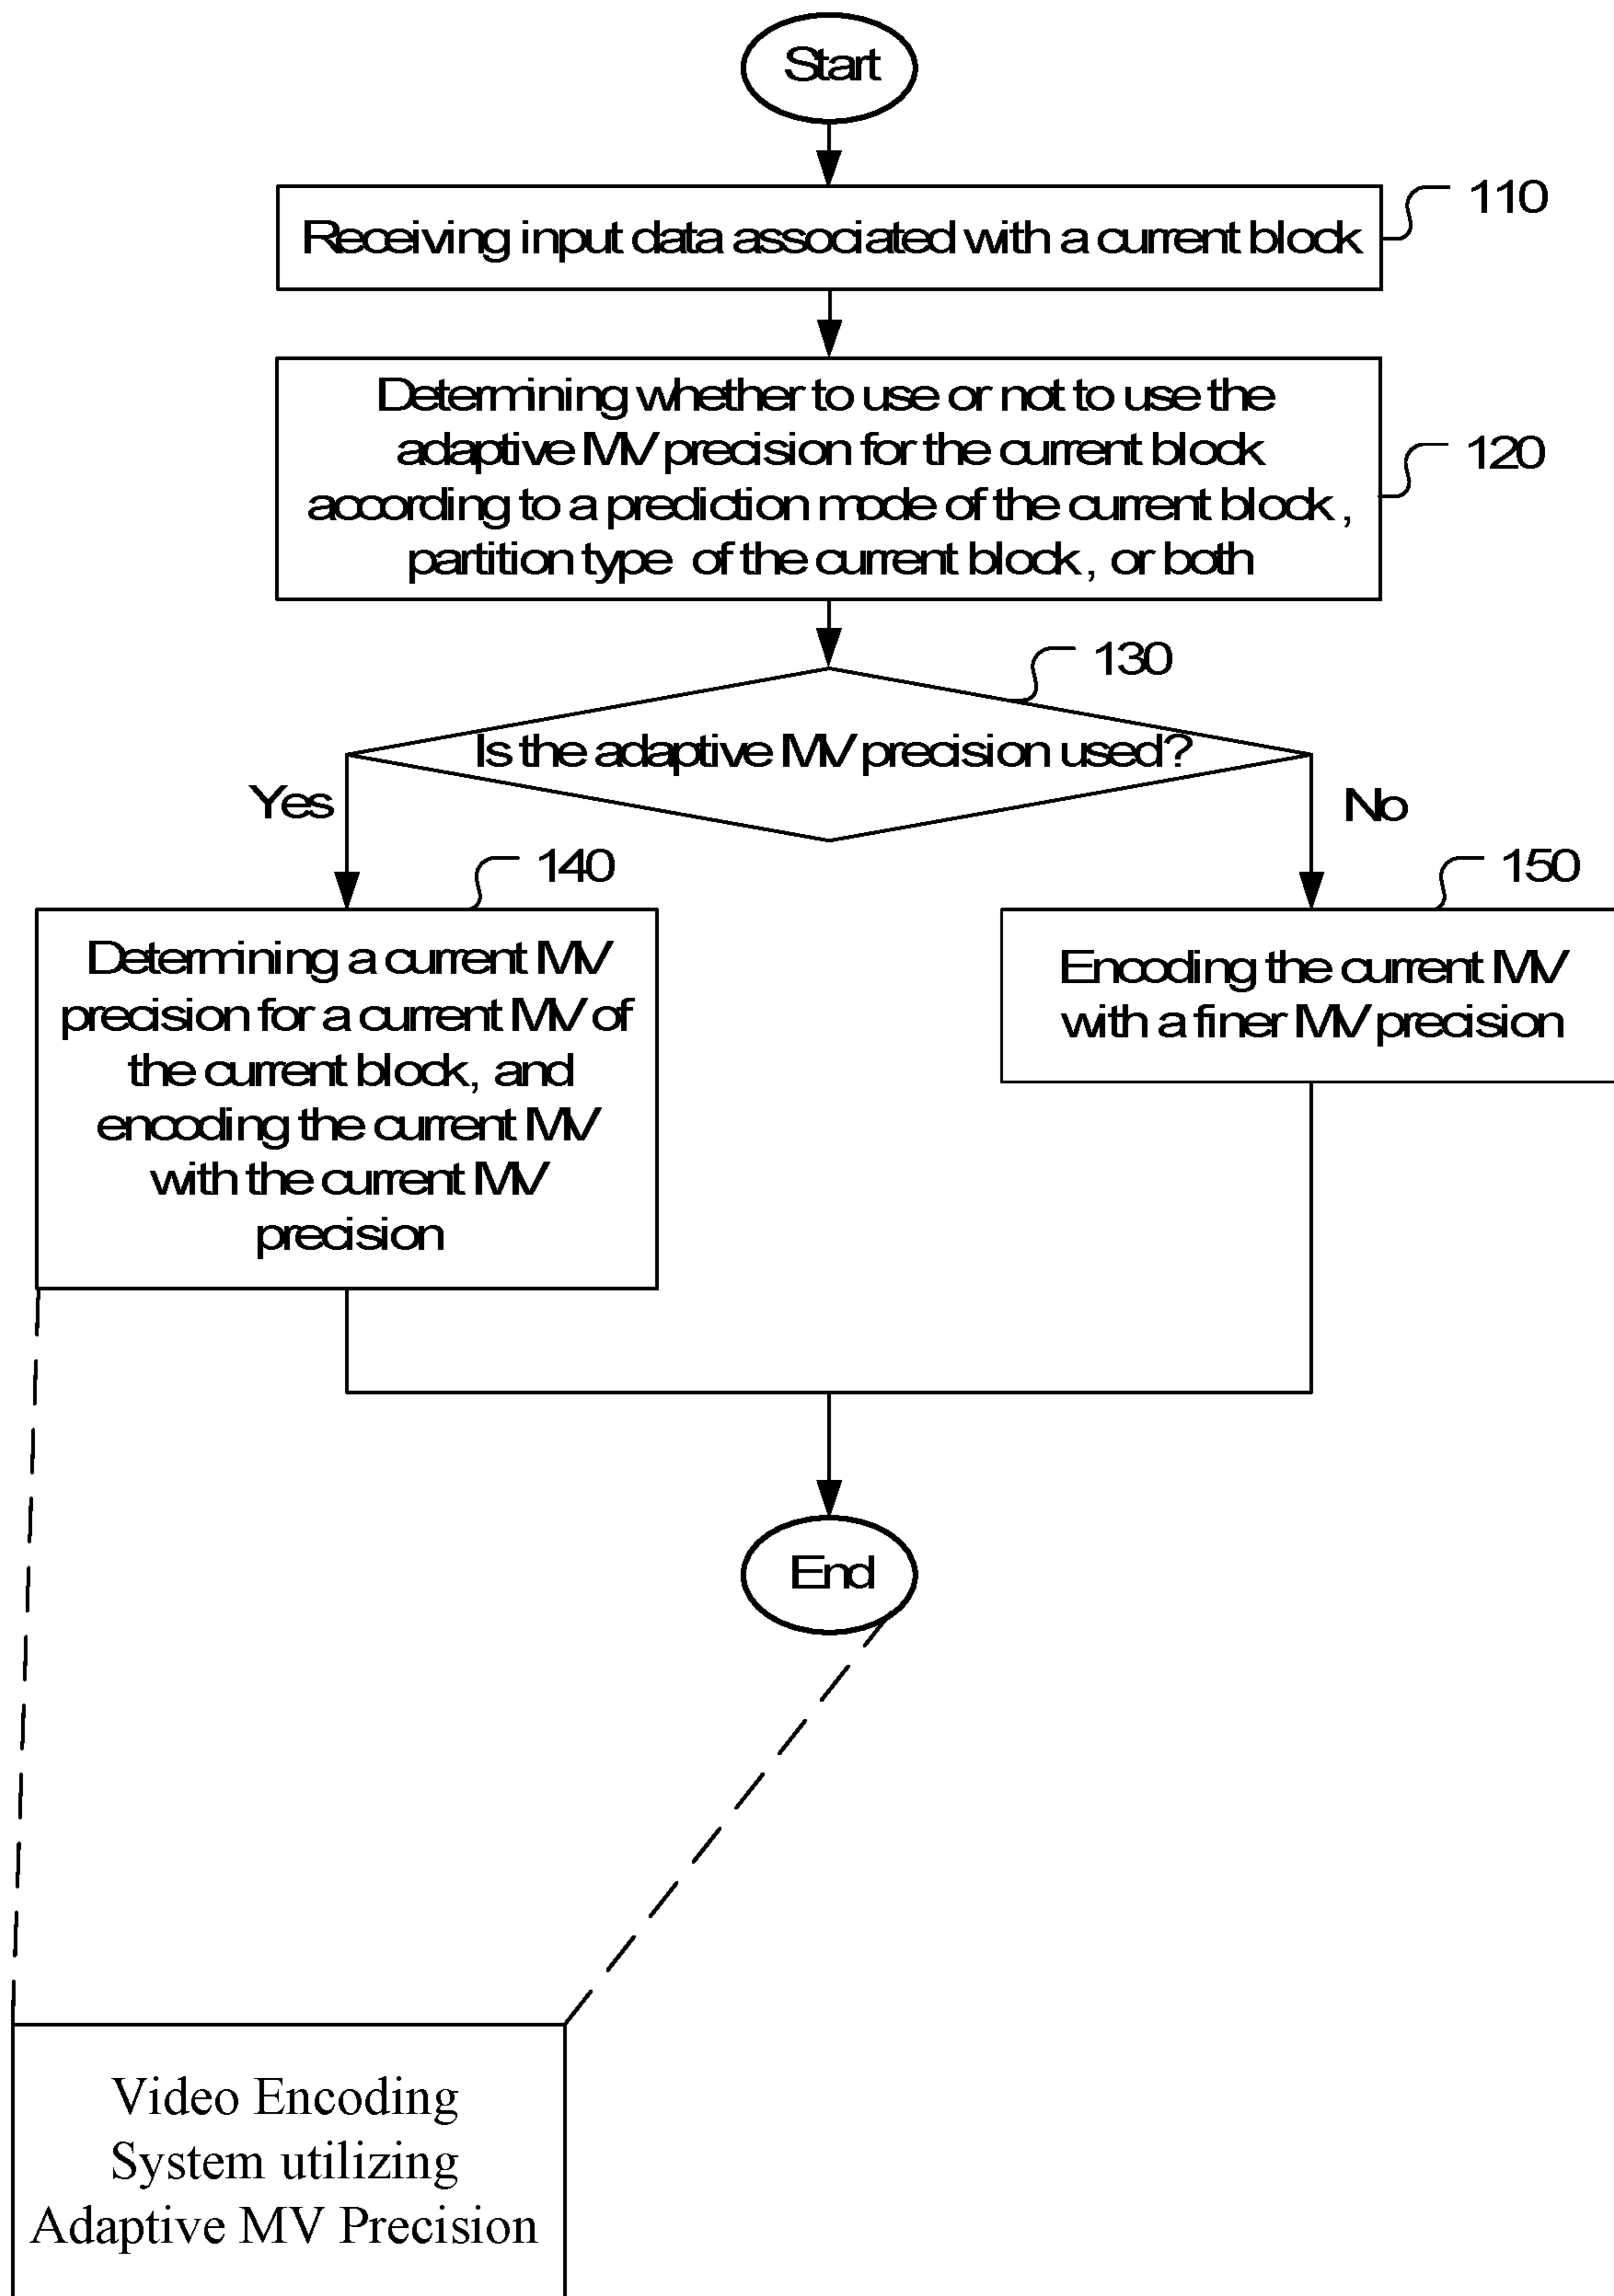 Start
Receiving input data associated with a current block
110
Determining whether to use or not to use the
adaptive MV precision for the current block
according to a prediction mode of the current block,
partition type of the current block, or both
120
130
Is the adaptive MV precision used?
Yes
No
140
150
Determining a current MV
precision for a current MV of
the current block, and
encoding the current MV
with the current MV
precision
Encoding the current MV
with a finer MV precision
End
Video Encoding
System utilizing
Adaptive MV Precision